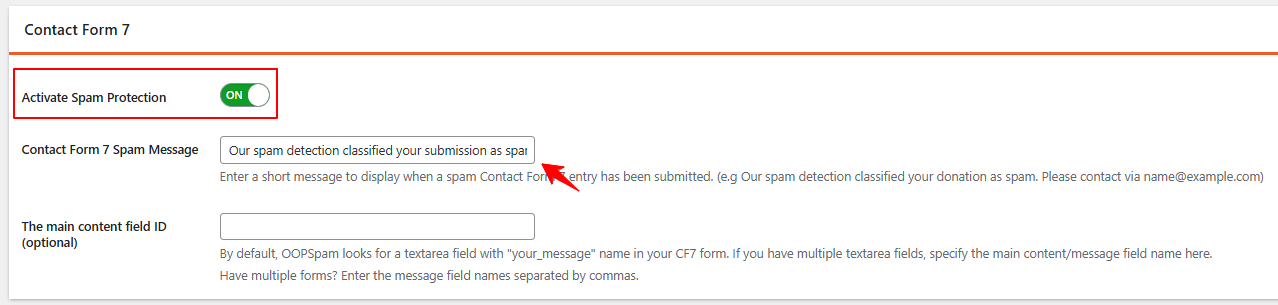 Contact Form 7
Activate Spam Protection
ON
Contact Form 7 Spam Message
Our spam detection classified your submission as spa
Enter a short message to display when a spam Contact Form 7 entry has been submitted. (e.g Our spam detection classified your donation as spam. Please contact via name@example.com)
The main content field ID
(optional)
By default, OOPSpam looks for a textarea field with "your_message" name in your CF7 form. If you have multiple textarea fields, specify the main content/message field name here.
Have multiple forms? Enter the message field names separated by commas.